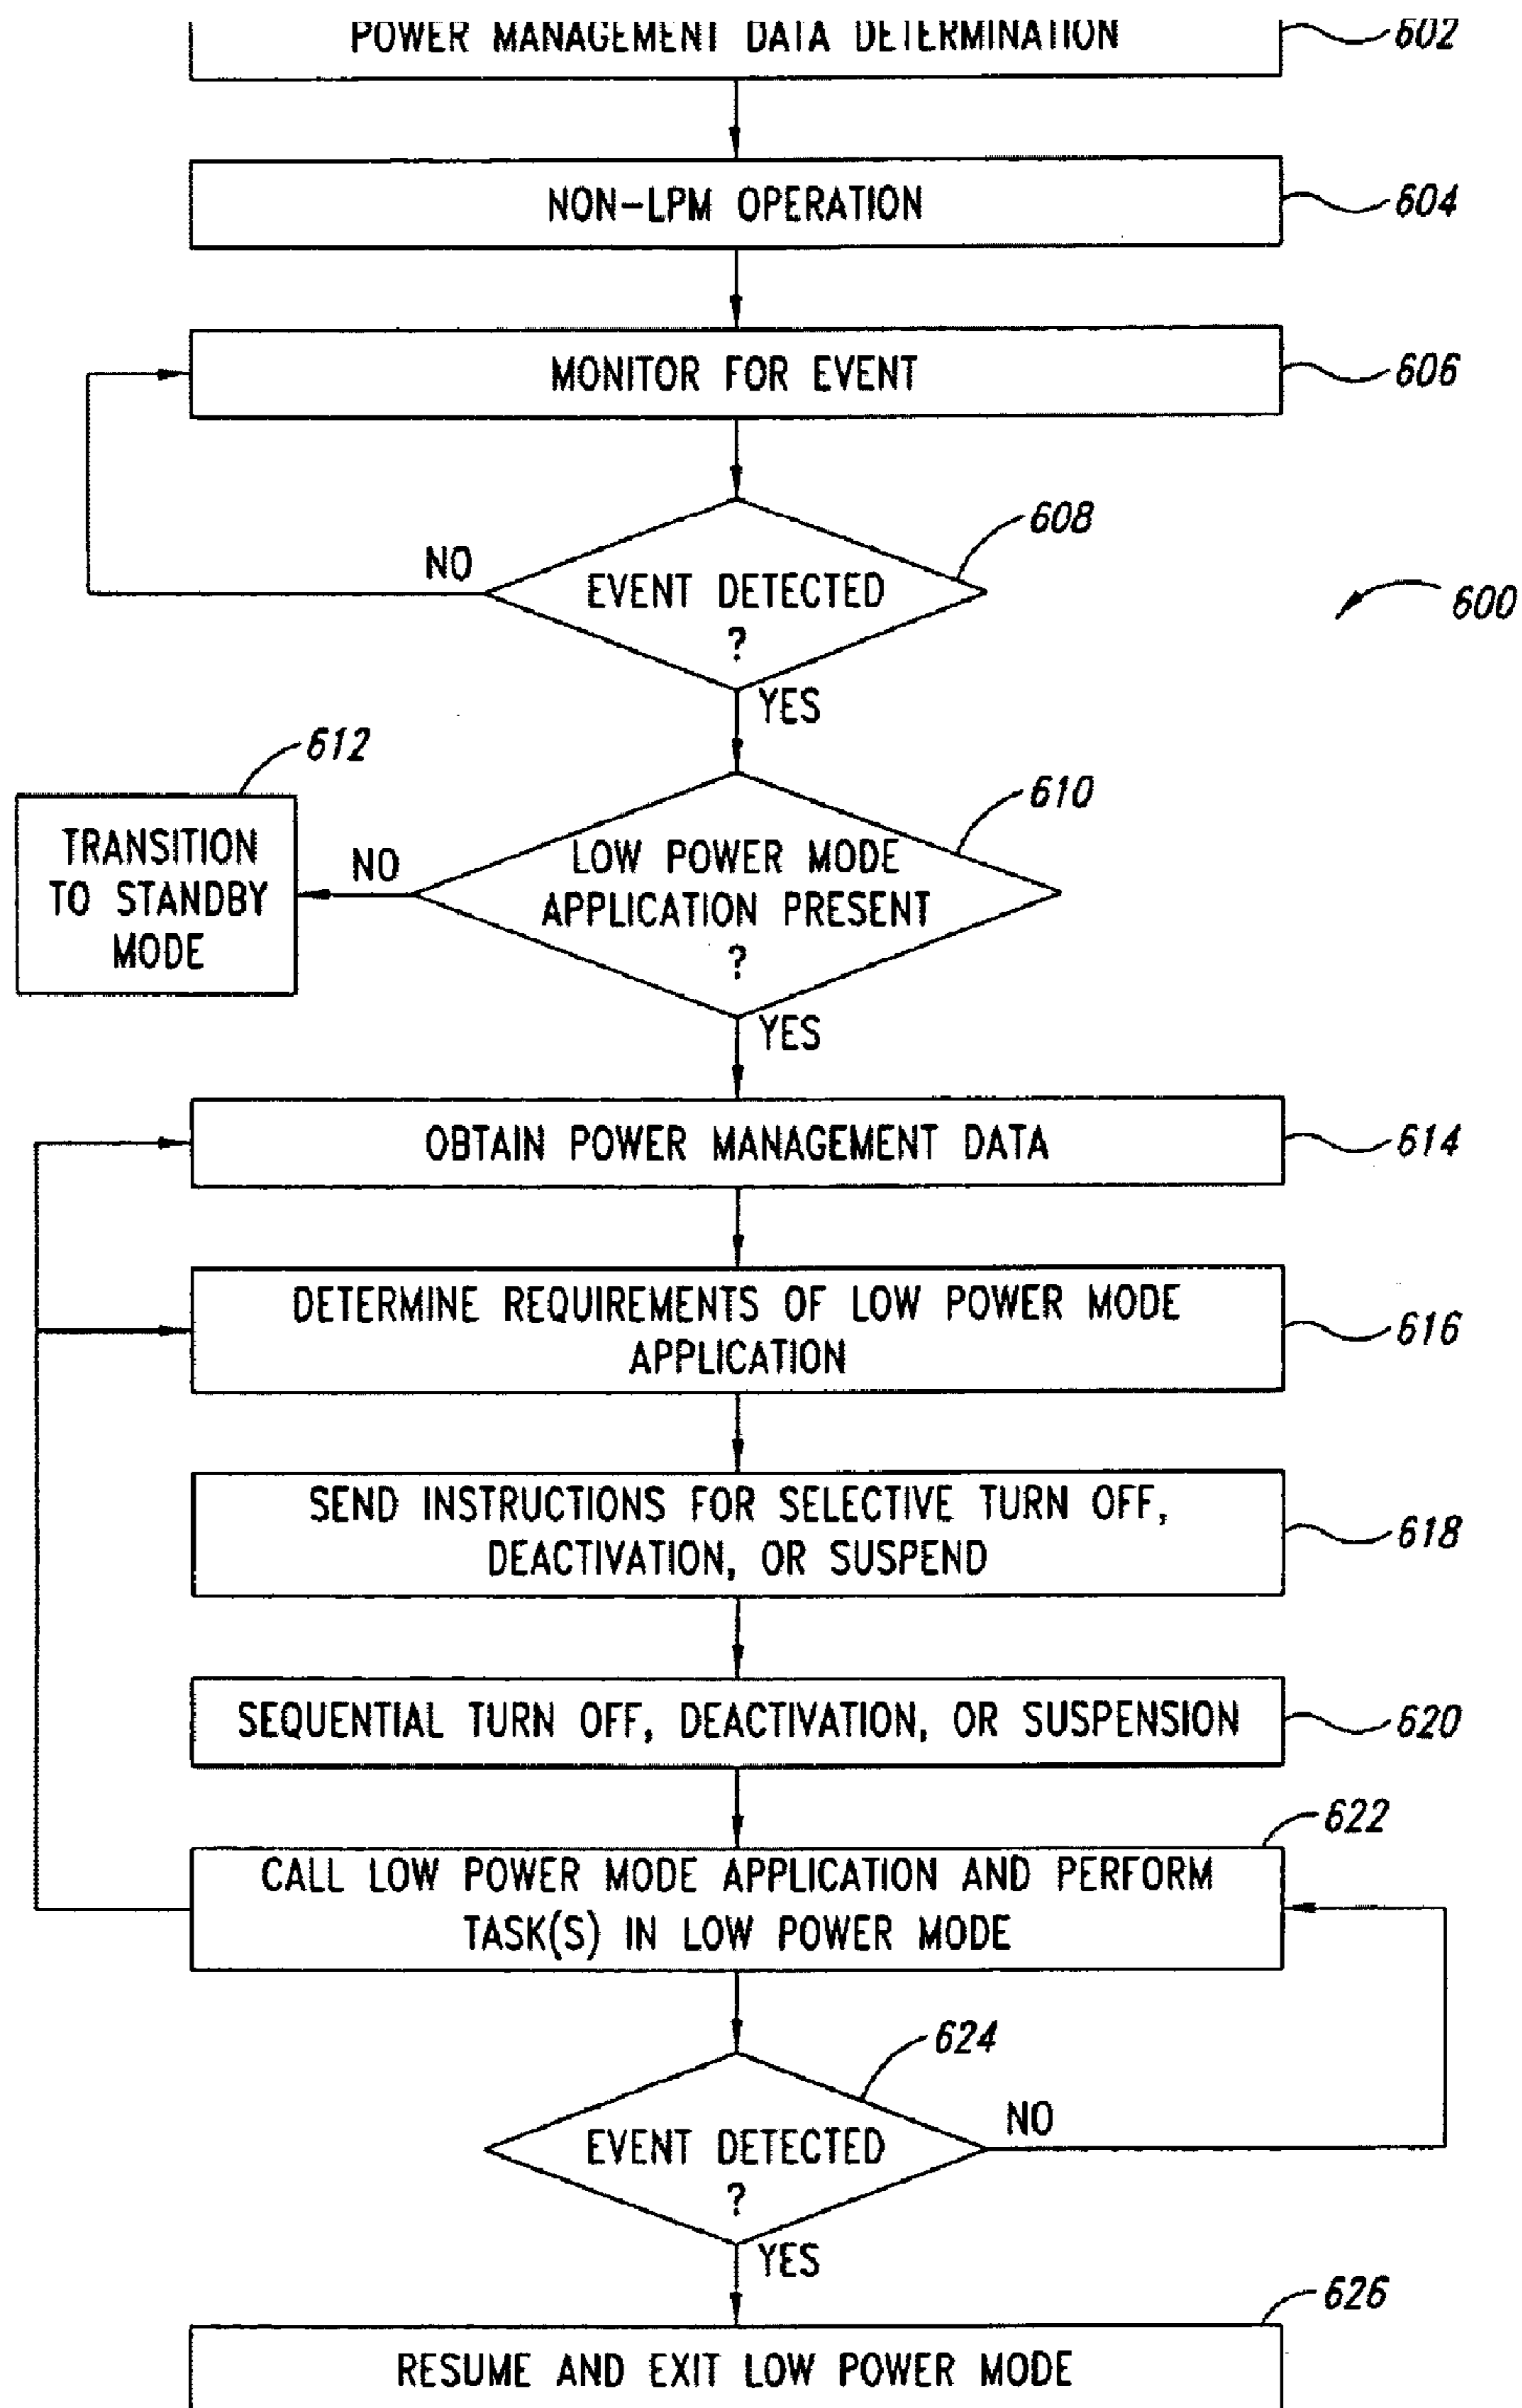 POWER MANAGEMENT DATA DETERMINATION
602
NON-LPM OPERATION
604
MONITOR FOR EVENT
606
608
NO
EVENT DETECTED
?
600
YES
612
610
TRANSITION
TO STANDBY
MODE
NO
LOW POWER MODE
APPLICATION PRESENT
?
YES
OBTAIN POWER MANAGEMENT DATA
614
DETERMINE REQUIREMENTS OF LOW POWER MODE
APPLICATION
616
SEND INSTRUCTIONS FOR SELECTIVE TURN OFF,
DEACTIVATION, OR SUSPEND
618
SEQUENTIAL TURN OFF, DEACTIVATION, OR SUSPENSION
620
622
CALL LOW POWER MODE APPLICATION AND PERFORM
TASK(S) IN LOW POWER MODE
624
NO
EVENT DETECTED
?
YES
626
RESUME AND EXIT LOW POWER MODE